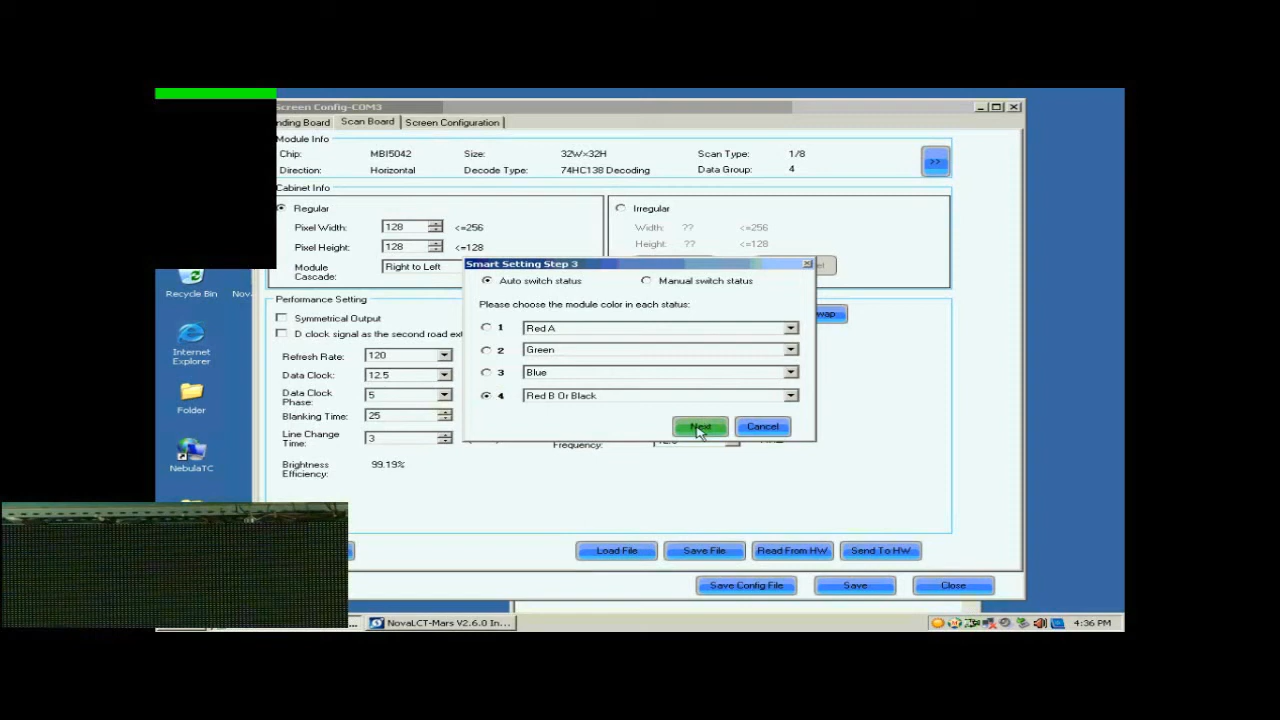 Screen Config-COM3
nding Board Scan Board Screen Configuration
Module Info
Chip: MBI5042 Size: 32W×32H Scan Type: 1/8
Direction: Horizontal Decode Type: 74HC138 Decoding Data Group: 4
>>
Cabinet Info
Regular Irregular
Pixel Width: 128 <=256 Width: ?? <=256
Pixel Height: 128 <=128 Height: ?? <=128
Module Cascade: Right to Left
Smart Setting Step 3
Auto switch status Manual switch status
Please choose the module color in each status:
1 Red A
2 Green
3 Blue
4 Red B Or Black
Next Cancel
Performance Setting
Symmetrical Output
D clock signal as the second road ext
wap
Refresh Rate: 120
Data Clock: 12.5
Data Clock Phase: 5
Blanking Time: 25
Line Change Time: 3
Frequency:
Brightness Efficiency: 99.19%
Load File Save File Read From HW Send To HW
Save Config File Save Close
Recycle Bin Nov
Internet Explorer
Folder
NebulaTC
... NovaLCT-Mars V2.6.0 In... 4:36 PM